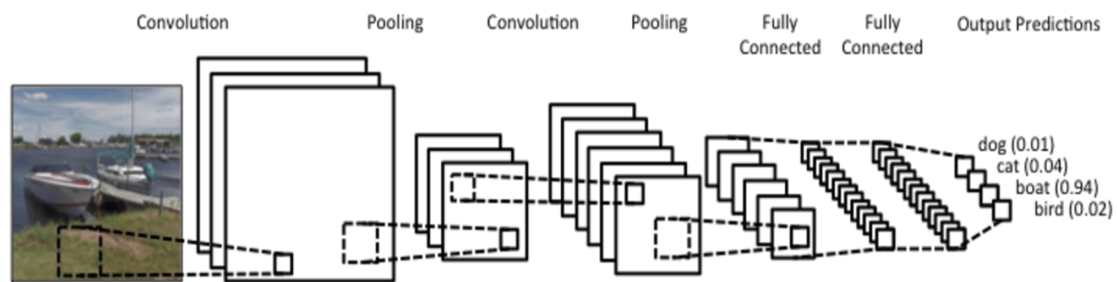 Convolution
Pooling
Convolution
Pooling
Fully
Connected
Fully
Connected
Output Predictions
dog (0.01)
cat (0.04)
boat (0.94)
bird (0.02)